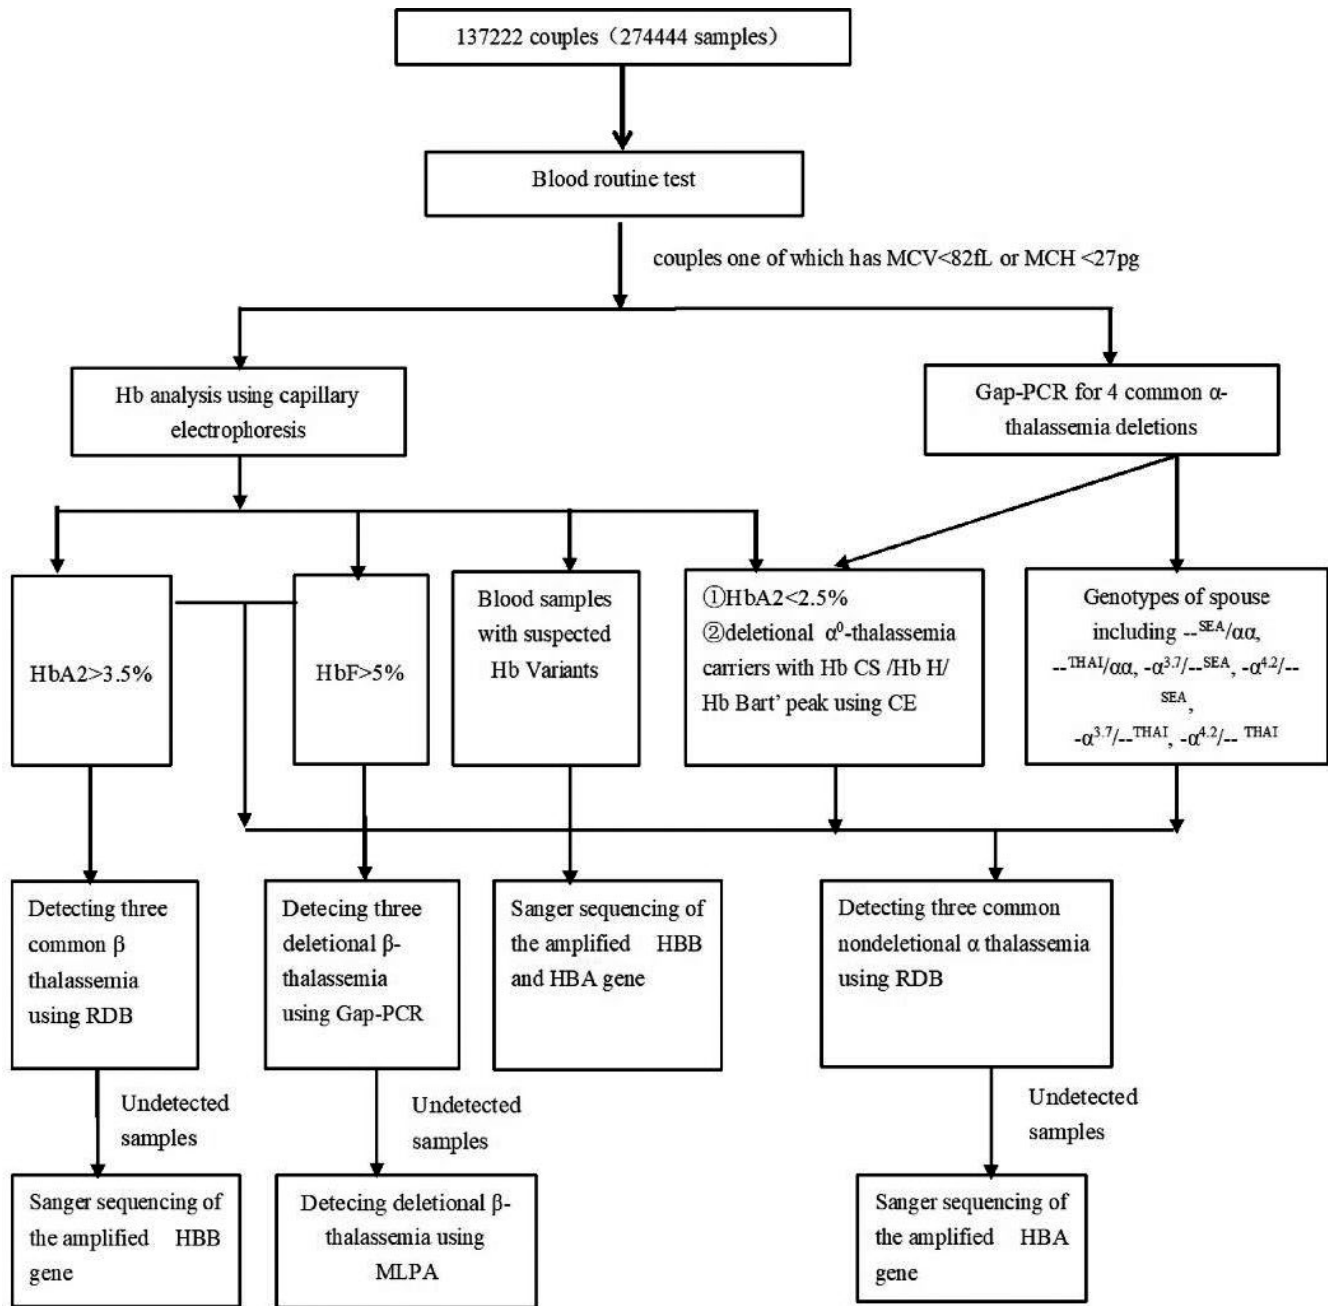 137222 couples（274444 samples）
Blood routine test
couples one of which has MCV<82fL or MCH <27pg
Hb analysis using capillary
electrophoresis
Gap-PCR for 4 common α-
thalassemia deletions
HbA2>3.5%
HbF>5%
Blood samples
with suspected
Hb Variants
①HbA2<2.5%
②deletional α⁰-thalassemia
carriers with Hb CS /Hb H/
Hb Bart’ peak using CE
Genotypes of spouse
including --ˢᴱᴬ/αα,
--ᵀᴴᴬᴵ/αα, -α³·⁷/--ˢᴱᴬ, -α⁴·²/--
ˢᴱᴬ,
-α³·⁷/--ᵀᴴᴬᴵ, -α⁴·²/-- ᵀᴴᴬᴵ
Detecting three
common β
thalassemia
using RDB
Detecing three
deletional β-
thalassemia
using Gap-PCR
Sanger sequencing of
the amplified HBB
and HBA gene
Detecting three common
nondeletional α thalassemia
using RDB
Undetected
samples
Undetected
samples
Undetected
samples
Sanger sequencing of
the amplified HBB
gene
Detecing deletional β-
thalassemia using
MLPA
Sanger sequencing of
the amplified HBA
gene